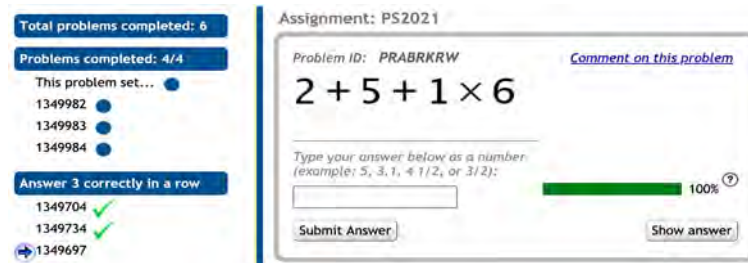 Total problems completed: 6
Problems completed: 4/4
This problem set...
1349982
1349983
1349984
Answer 3 correctly in a row
1349704
1349734
1349697
Assignment: PS2021
Problem ID: PRABRKRW
Comment on this problem
2 + 5 + 1 × 6
Type your answer below as a number
(example: 5, 3.1, 4 1/2, or 3/2):
100% ?
Submit Answer
Show answer